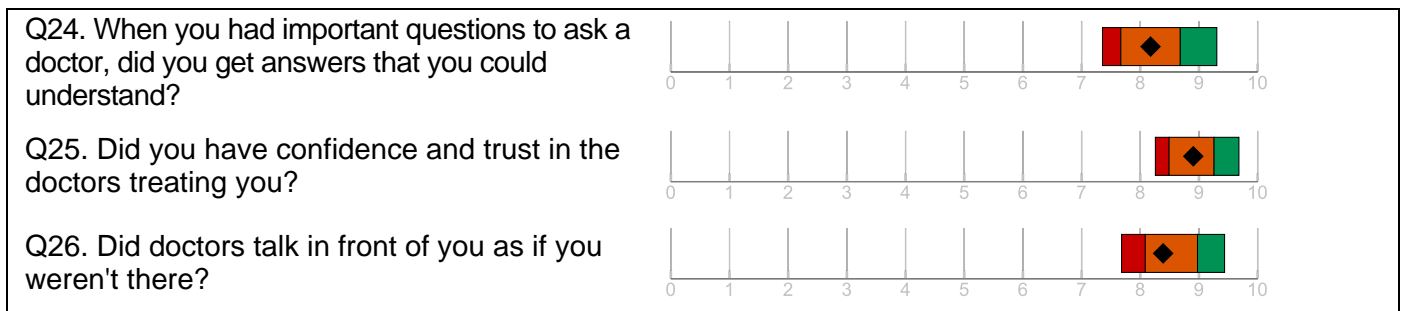 Q24. When you had important questions to ask a
doctor, did you get answers that you could
understand?
0 1 2 3 4 5 6 7 8 9 10
Q25. Did you have confidence and trust in the
doctors treating you?
0 1 2 3 4 5 6 7 8 9 10
Q26. Did doctors talk in front of you as if you
weren't there?
0 1 2 3 4 5 6 7 8 9 10